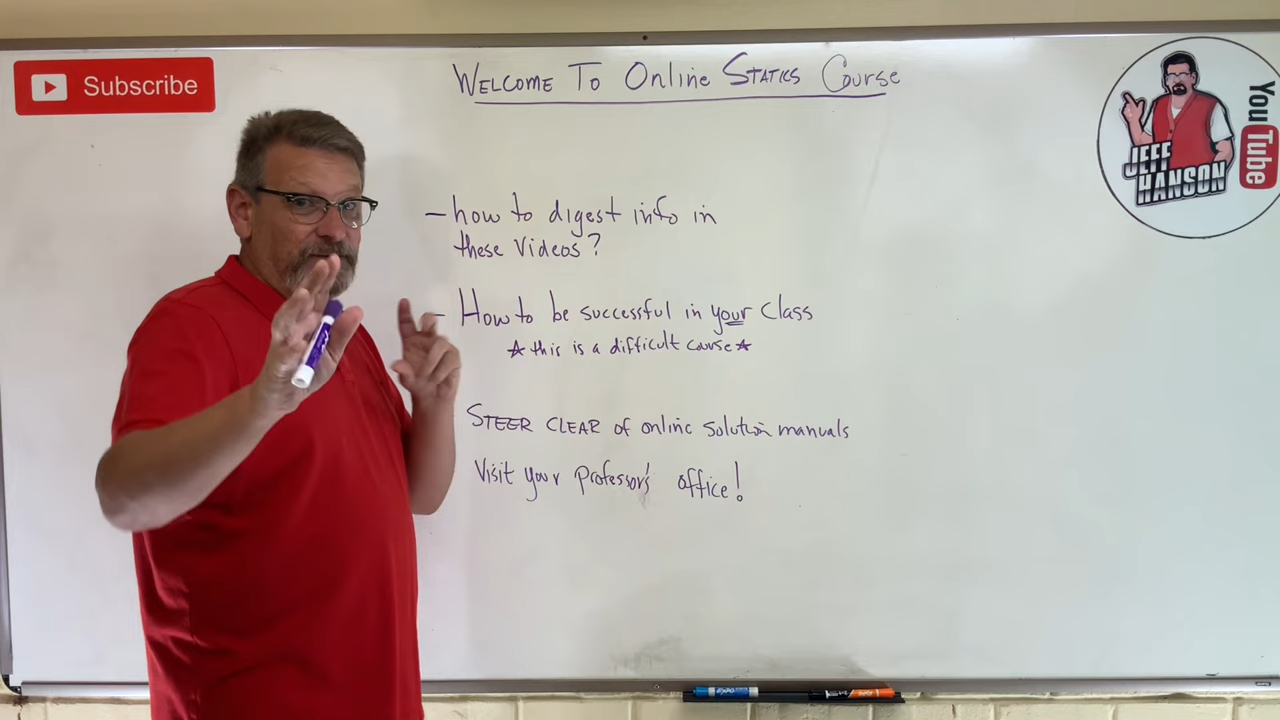 Subscribe
WELCOME TO Online STATICS COURSE
YouTube
JEFF
HANSON
- how to digest info in
these videos?
- How to be successful in your class
☆ this is a difficult course ☆
STEER CLEAR of online solution manuals
Visit your professor's office!
EXPO